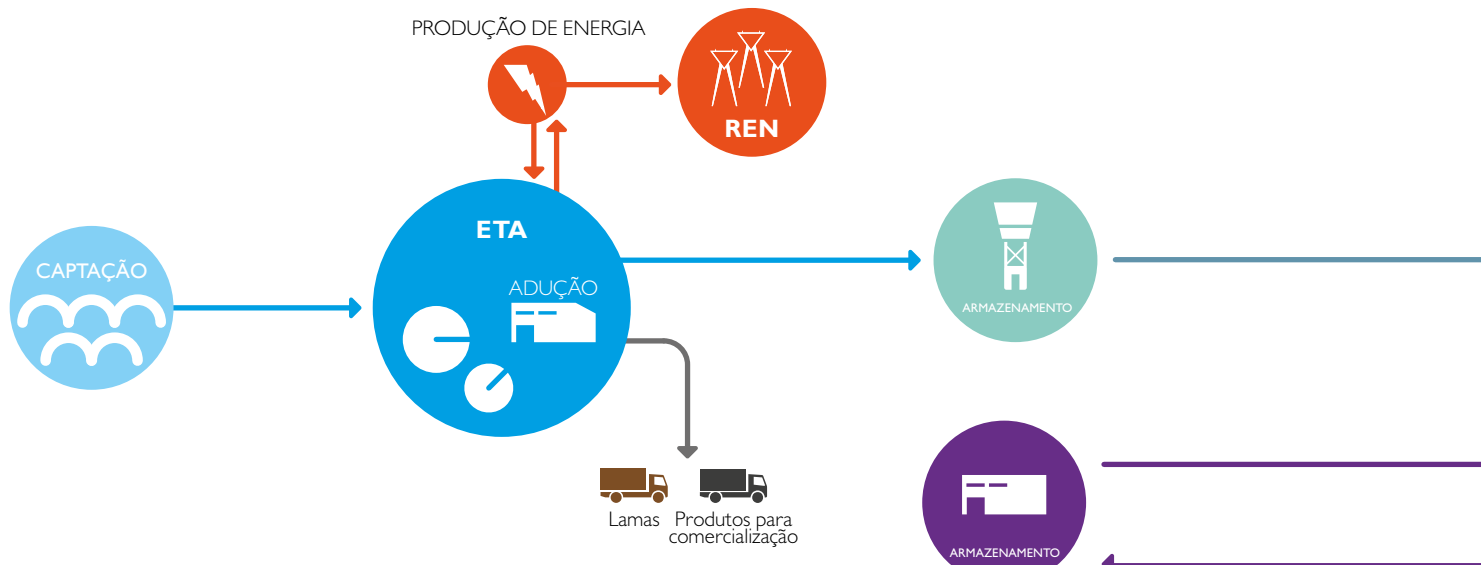 PRODUÇÃO DE ENERGIA
REN
ETA
CAPTAÇÃO
ADUÇÃO
ARMAZENAMENTO
Lamas
Produtos para
comercialização
ARMAZENAMENTO